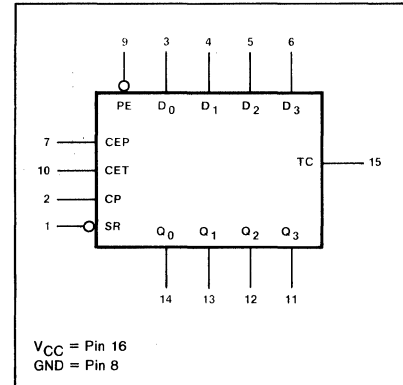 9 3 4 5 6
PE D0 D1 D2 D3
7 CEP
TC 15
10 CET
2 CP
1 SR
Q0 Q1 Q2 Q3
14 13 12 11
VCC = Pin 16
GND = Pin 8